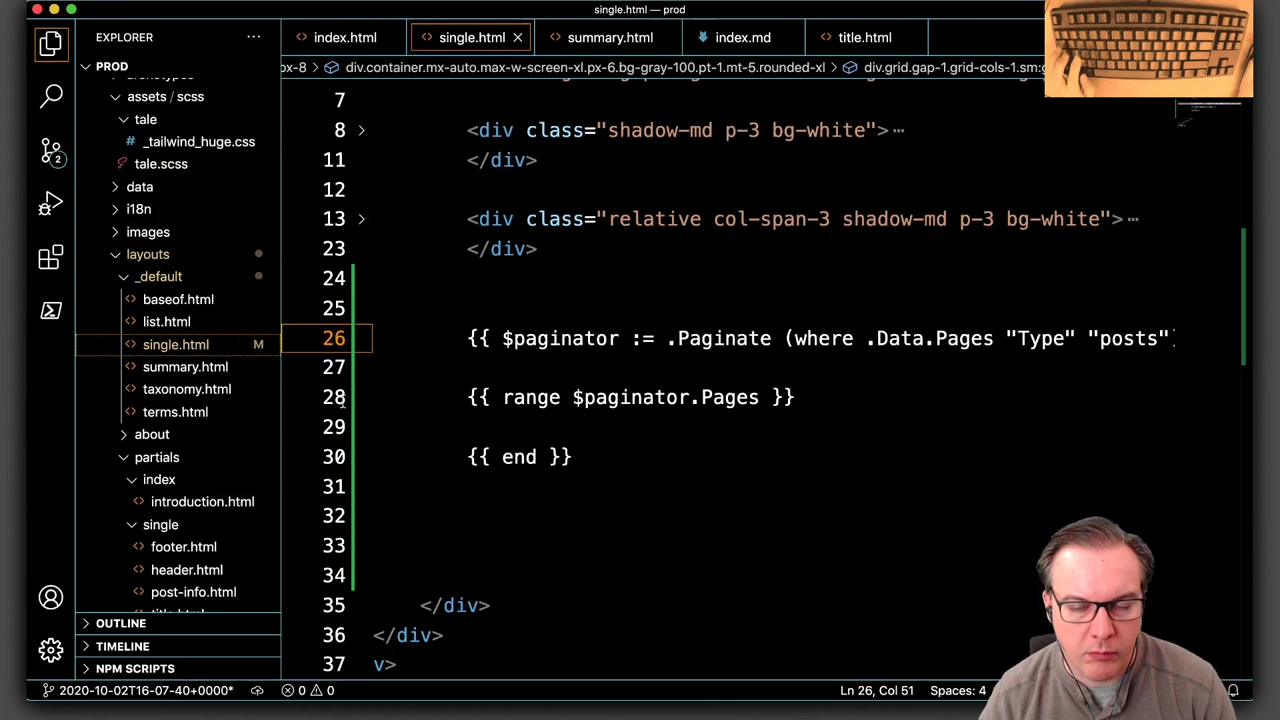 single.html — prod
EXPLORER
index.html
single.html
summary.html
index.md
title.html
PROD
px-8 > div.container.mx-auto.max-w-screen-xl.px-6.bg-gray-100.pt-1.mt-5.rounded-xl > div.grid.gap-1.grid-cols-1.sm:g
assets / scss
tale
_tailwind_huge.css
tale.scss
data
i18n
images
layouts
_default
baseof.html
list.html
single.html M
summary.html
taxonomy.html
terms.html
about
partials
index
introduction.html
single
footer.html
header.html
post-info.html
OUTLINE
TIMELINE
NPM SCRIPTS
2
7
8 <div class="shadow-md p-3 bg-white">
11 </div>
12
13 <div class="relative col-span-3 shadow-md p-3 bg-white">
23 </div>
24
25
26 {{ $paginator := .Paginate (where .Data.Pages "Type" "posts")
27
28 {{ range $paginator.Pages }}
29
30 {{ end }}
31
32
33
34
35 </div>
36 </div>
37 v>
2020-10-02T16-07-40+0000*
0 0
Ln 26, Col 51
Spaces: 4